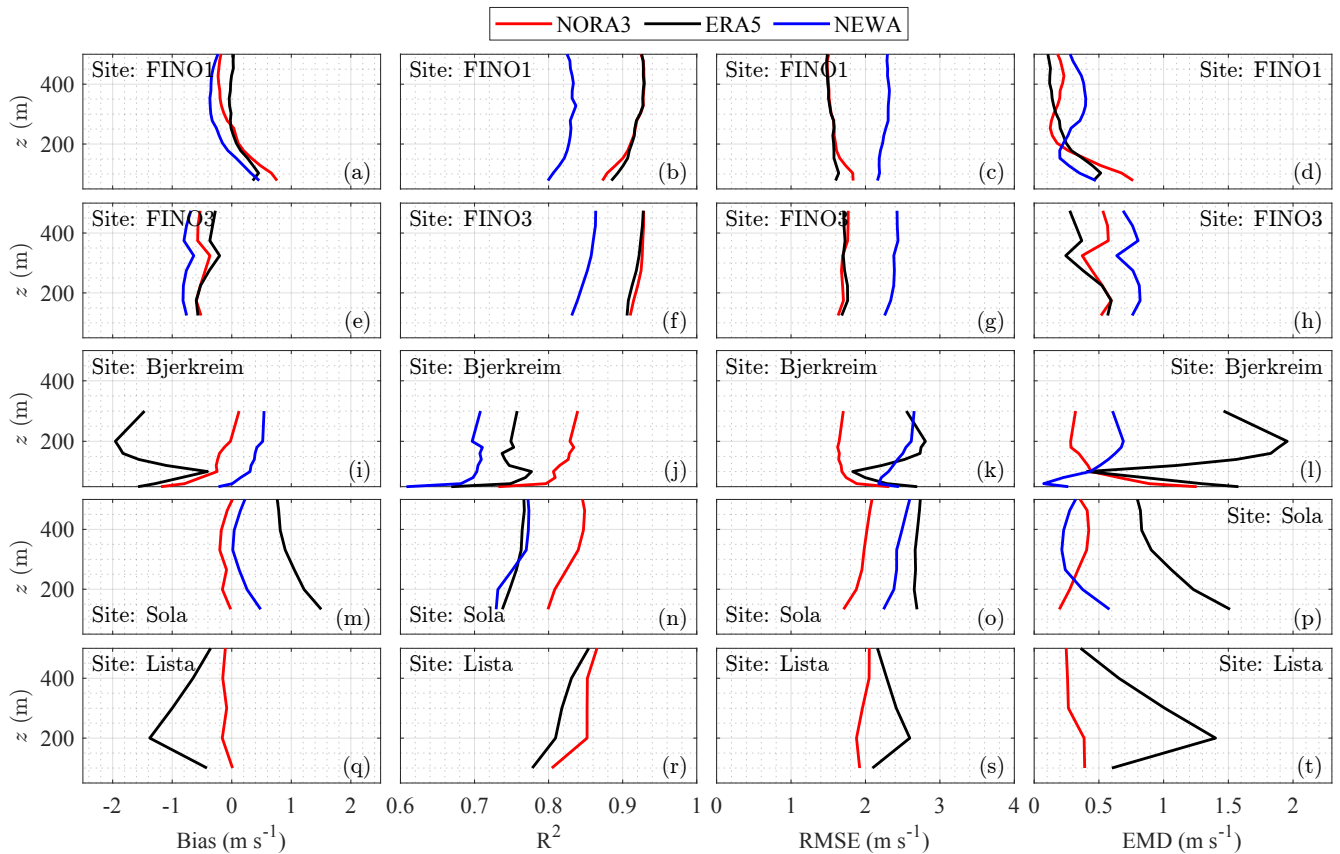 NORA3 ERA5 NEWA
Site: FINO1 Site: FINO1 Site: FINO1 Site: FINO1
400
200
z (m)
(a) (b) (c) (d)
Site: FINO3 Site: FINO3 Site: FINO3 Site: FINO3
400
200
z (m)
(e) (f) (g) (h)
Site: Bjerkreim Site: Bjerkreim Site: Bjerkreim Site: Bjerkreim
400
200
z (m)
(i) (j) (k) (l)
400
200
z (m)
Site: Sola Site: Sola Site: Sola Site: Sola
(m) (n) (o) (p)
Site: Lista Site: Lista Site: Lista Site: Lista
400
200
z (m)
(q) (r) (s) (t)
-2 -1 0 1 2 0.6 0.7 0.8 0.9 1 0 1 2 3 4 0 0.5 1 1.5 2
Bias (m s⁻¹) R² RMSE (m s⁻¹) EMD (m s⁻¹)